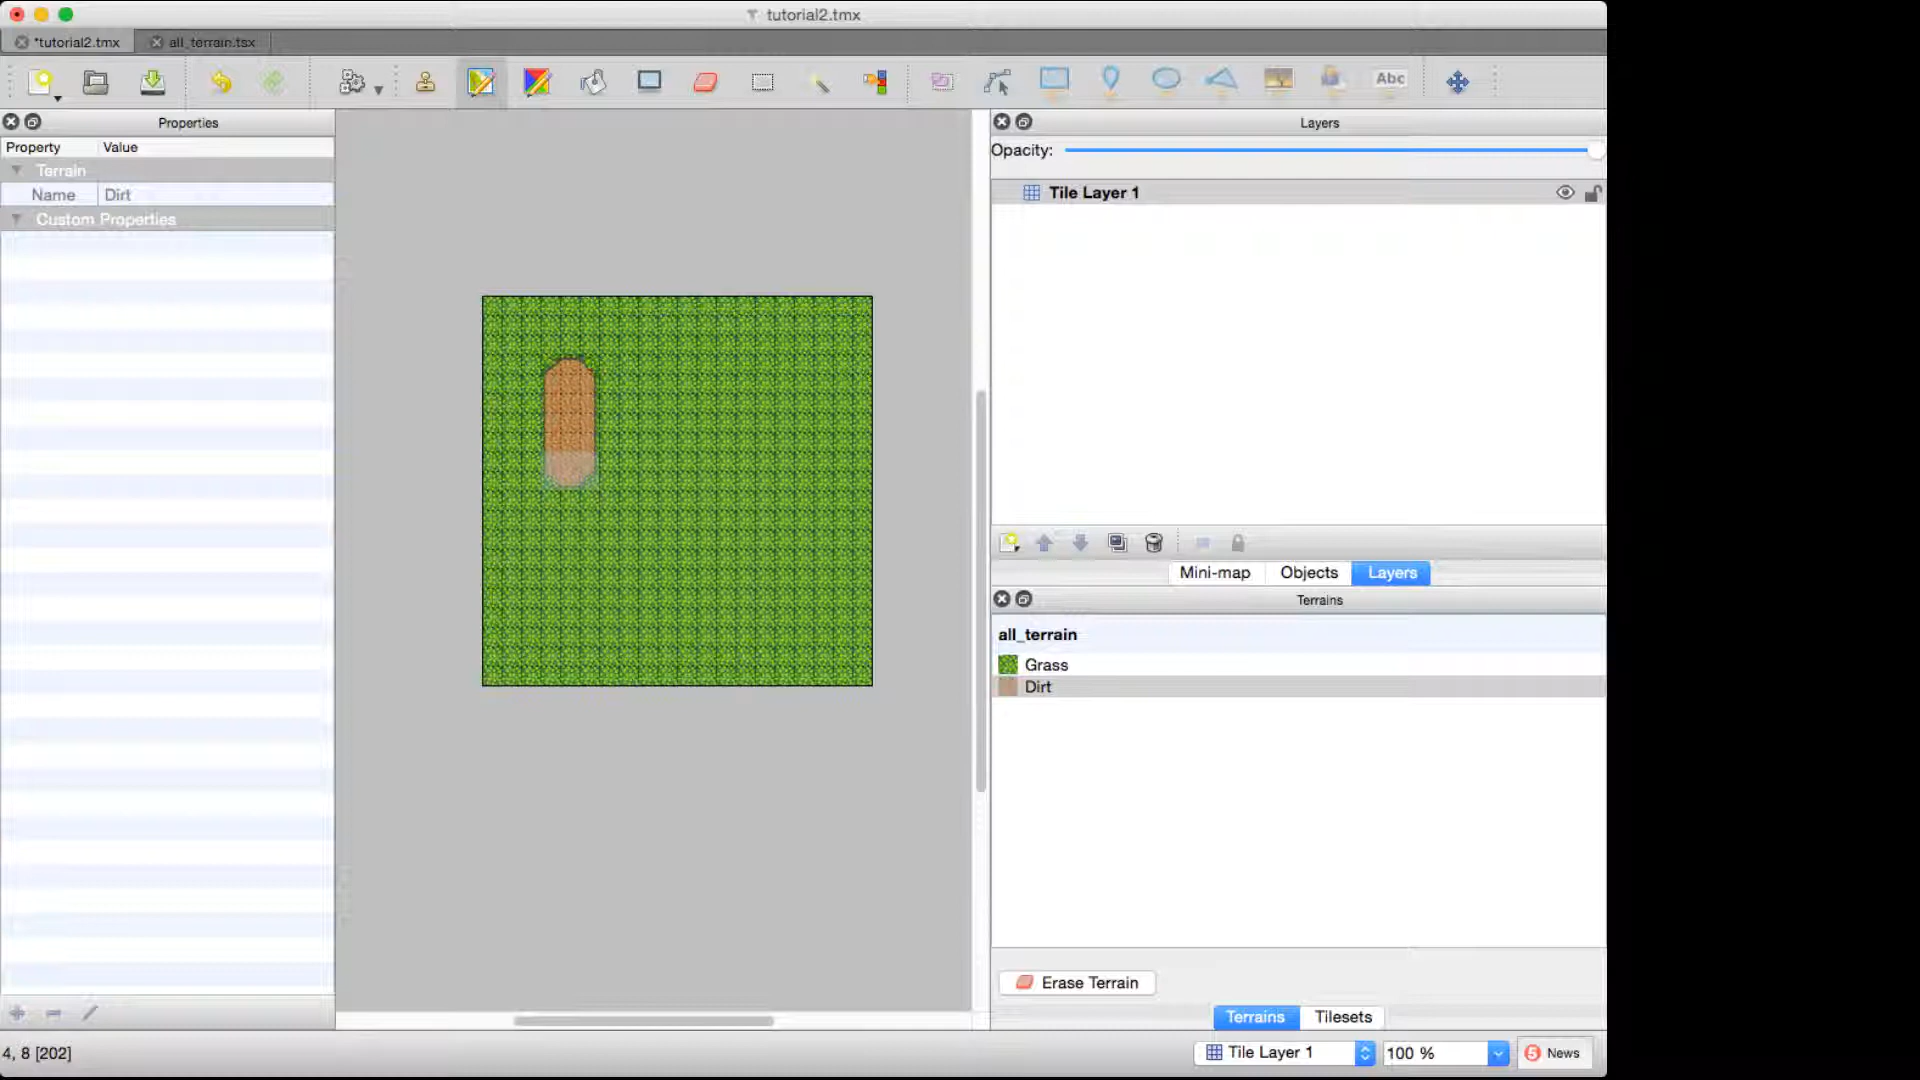 tutorial2.tmx
*tutorial2.tmx
all_terrain.tsx
Abc
Properties
Property Value
Terrain
Name Dirt
Custom Properties
Layers
Opacity:
Tile Layer 1
Mini-map Objects Layers
Terrains
all_terrain
Grass
Dirt
Erase Terrain
Terrains Tilesets
4, 8 [202]
Tile Layer 1
100 %
5 News